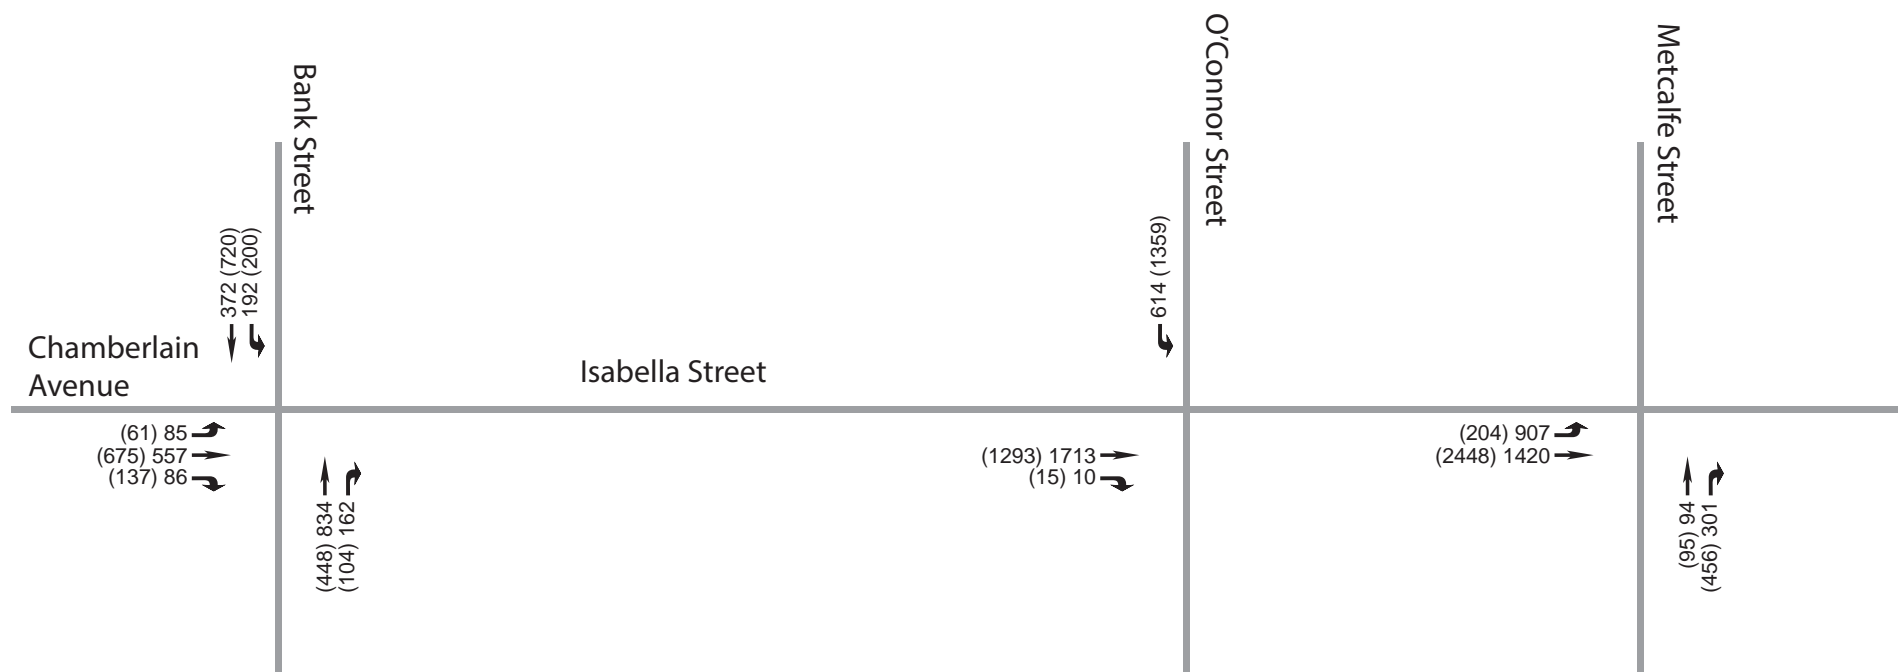 Bank Street
O'Connor Street
Metcalfe Street
372 (720)
192 (200)
614 (1359)
Chamberlain
Avenue
Isabella Street
(61) 85
(675) 557
(137) 86
(448) 834
(104) 162
(1293) 1713
(15) 10
(204) 907
(2448) 1420
(95) 94
(456) 301